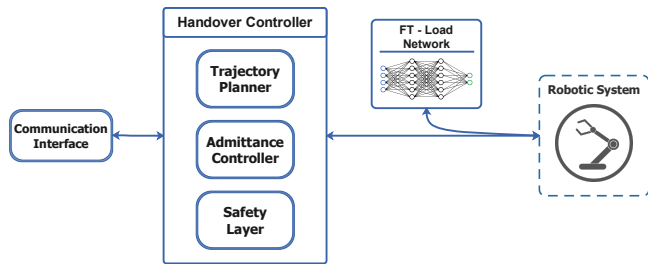 Handover Controller
Trajectory
Planner
Admittance
Controller
Safety
Layer
Communication
Interface
FT - Load
Network
Robotic System